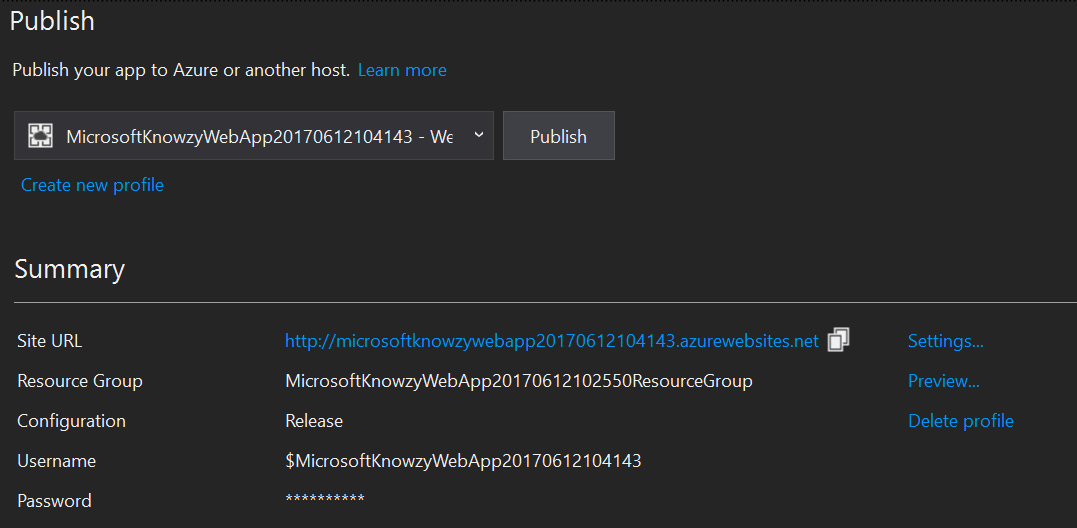 Publish
Publish your app to Azure or another host. Learn more
MicrosoftKnowzyWebApp20170612104143 - We Publish
Create new profile
Summary
Site URL http://microsoftknowzywebapp20170612104143.azurewebsites.net Settings...
Resource Group MicrosoftKnowzyWebApp20170612102550ResourceGroup Preview...
Configuration Release Delete profile
Username $MicrosoftKnowzyWebApp20170612104143
Password **********